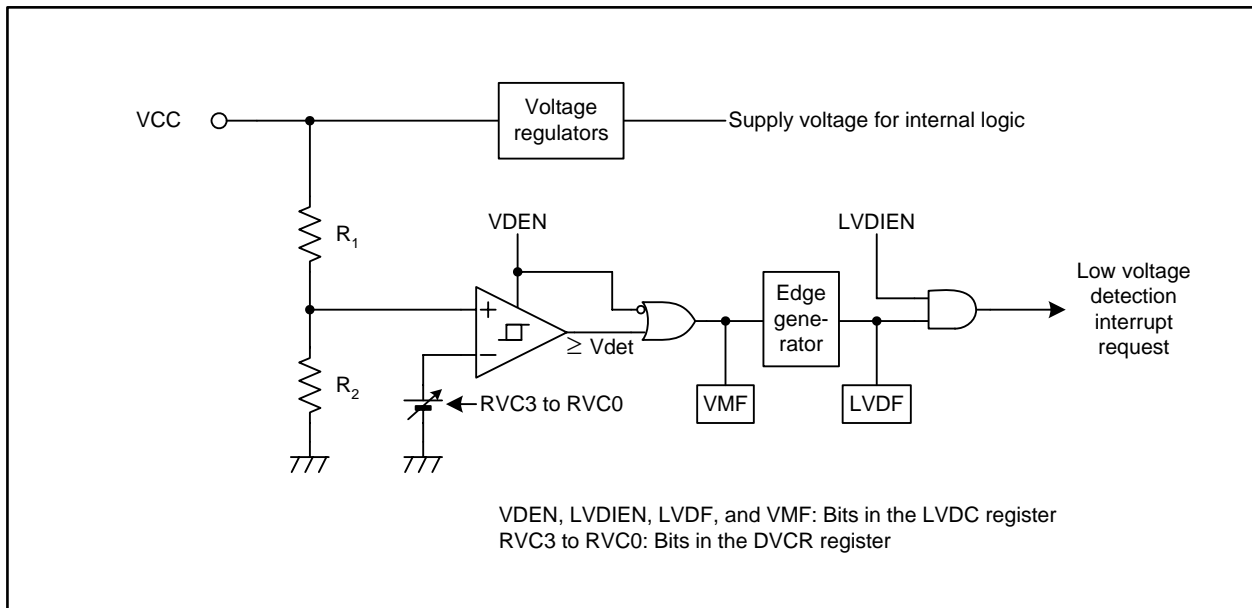 VCC
Voltage
regulators
Supply voltage for internal logic
R1
VDEN
LVDIEN
Low voltage
detection
interrupt
request
+
−
≥ Vdet
Edge
gene-
rator
R2
RVC3 to RVC0
VMF
LVDF
VDEN, LVDIEN, LVDF, and VMF: Bits in the LVDC register
RVC3 to RVC0: Bits in the DVCR register